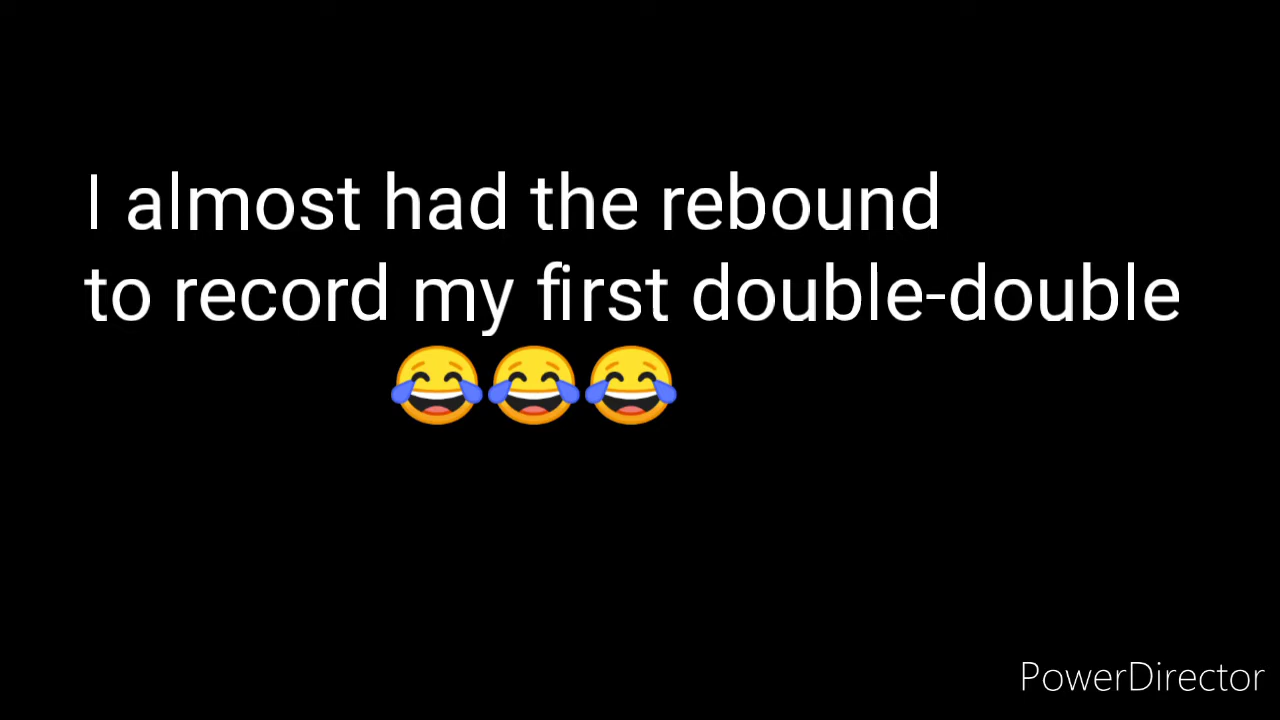 I almost had the rebound
to record my first double-double
😂😂😂
PowerDirector